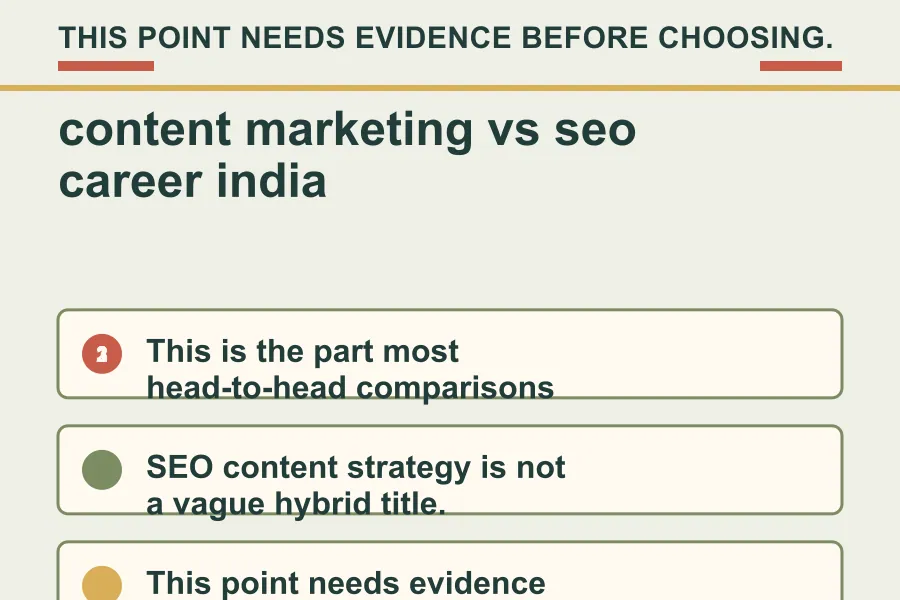 THIS POINT NEEDS EVIDENCE BEFORE CHOOSING.
content marketing vs seo
career india
This is the part most
head-to-head comparisons
SEO content strategy is not
a vague hybrid title.
This point needs evidence